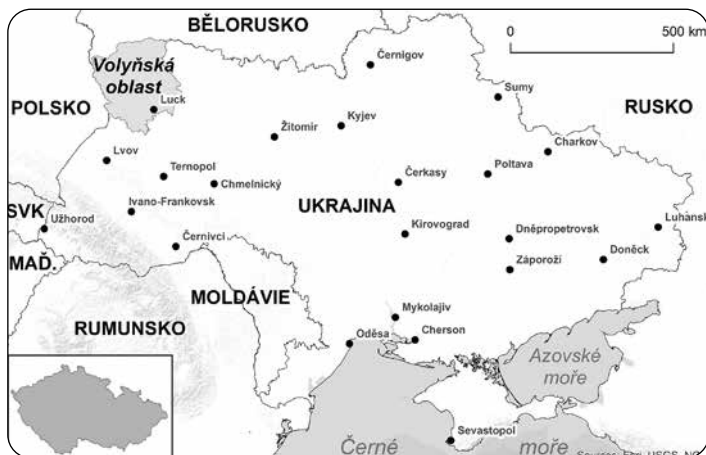 BĚLORUSKO
0
500 km
Černigov
Volyňská
oblast
Sumy
POLSKO
Luck
RUSKO
Kyjev
Žitomir
Charkov
Lvov
Poltava
Ternopol
Čerkasy
Chmelnický
UKRAJINA
Ivano-Frankovsk
SVK
Užhorod
Luhansk
Kirovograd
Dněpropetrovsk
Černivci
Doněck
MAĎ.
Záporoží
MOLDÁVIE
Mykolajiv
RUMUNSKO
Oděsa
Cherson
Azovské
moře
Sevastopol
Černé
moře
USGS,